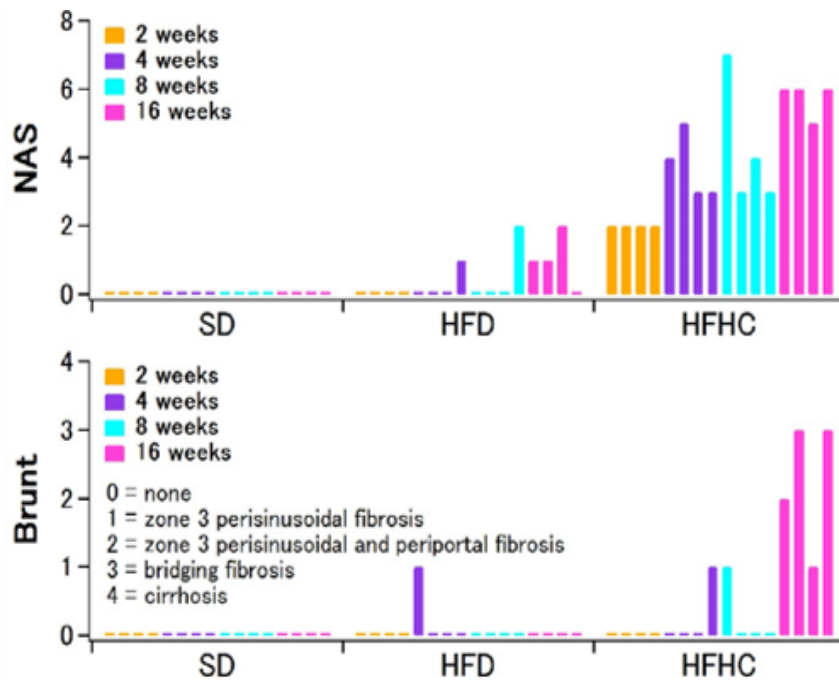 8
6
4
2
0
NAS
2 weeks
4 weeks
8 weeks
16 weeks
SD HFD HFHC
4
3
2
1
0
Brunt
2 weeks
4 weeks
8 weeks
16 weeks
0 = none
1 = zone 3 perisinusoidal fibrosis
2 = zone 3 perisinusoidal and periportal fibrosis
3 = bridging fibrosis
4 = cirrhosis
SD HFD HFHC